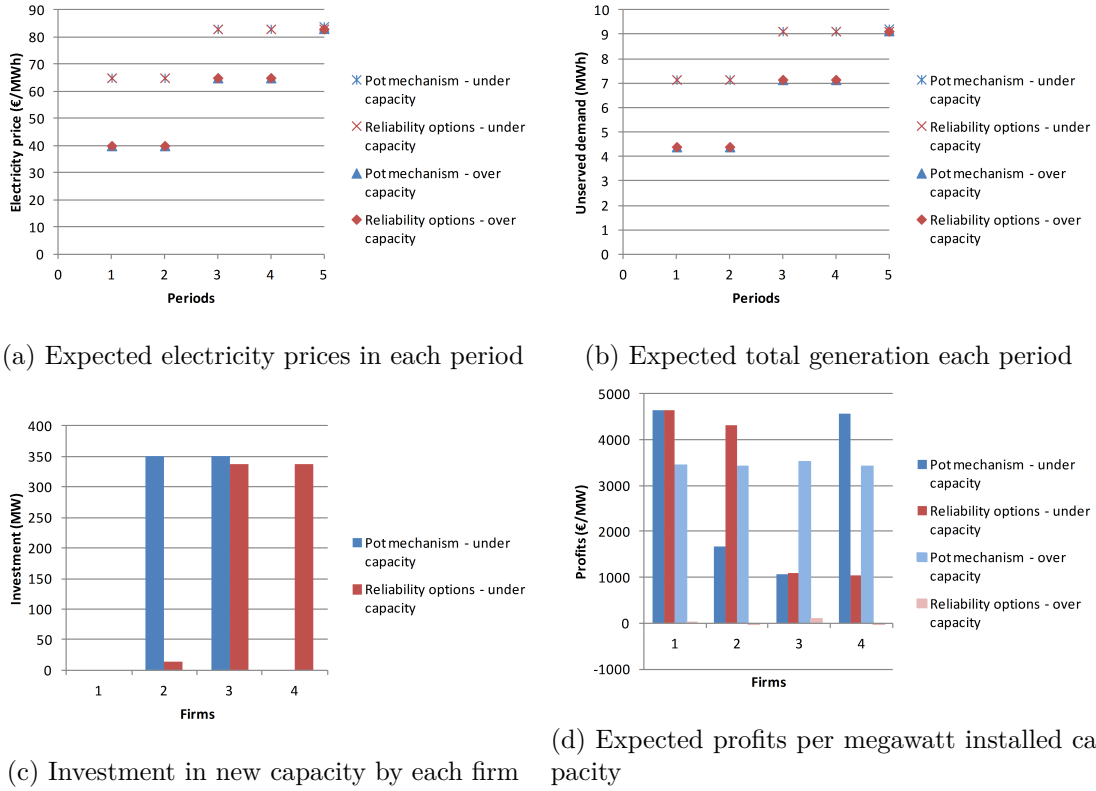 90
80
70
60
50
40
30
20
10
0
Electricity price (€/MWh)
0 1 2 3 4 5
Periods
Pot mechanism - under
capacity
Reliability options - under
capacity
Pot mechanism - over
capacity
Reliability options - over
capacity
(a) Expected electricity prices in each period
10
9
8
7
6
5
4
3
2
1
0
Unserved demand (MWh)
0 1 2 3 4 5
Periods
Pot mechanism - under
capacity
Reliability options - under
capacity
Pot mechanism - over
capacity
Reliability options - over
capacity
(b) Expected total generation each period
400
350
300
250
200
150
100
50
0
Investment (MW)
1 2 3 4
Firms
Pot mechanism - under
capacity
Reliability options - under
capacity
(c) Investment in new capacity by each firm
5000
4000
3000
2000
1000
0
-1000
Profits (€/MW)
1 2 3 4
Firms
Pot mechanism - under
capacity
Reliability options - under
capacity
Pot mechanism - over
capacity
Reliability options - over
capacity
(d) Expected profits per megawatt installed ca
pacity